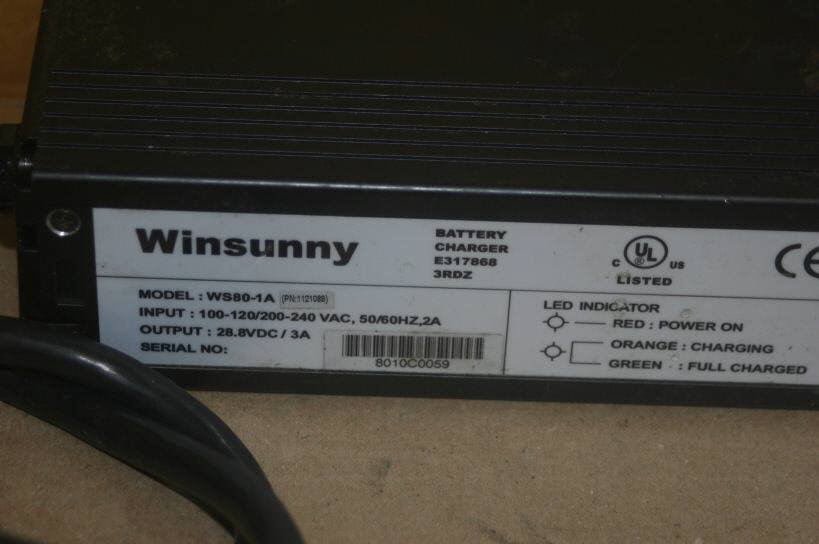 Winsunny
BATTERY
CHARGER
E317868
3RDZ
C UL US
®
LISTED
CE
MODEL : WS80-1A (PN:1121088)
INPUT : 100-120/200-240 VAC, 50/60HZ,2A
OUTPUT : 28.8VDC / 3A
SERIAL NO:
8010C0059
LED INDICATOR
RED : POWER ON
ORANGE : CHARGING
GREEN : FULL CHARGED